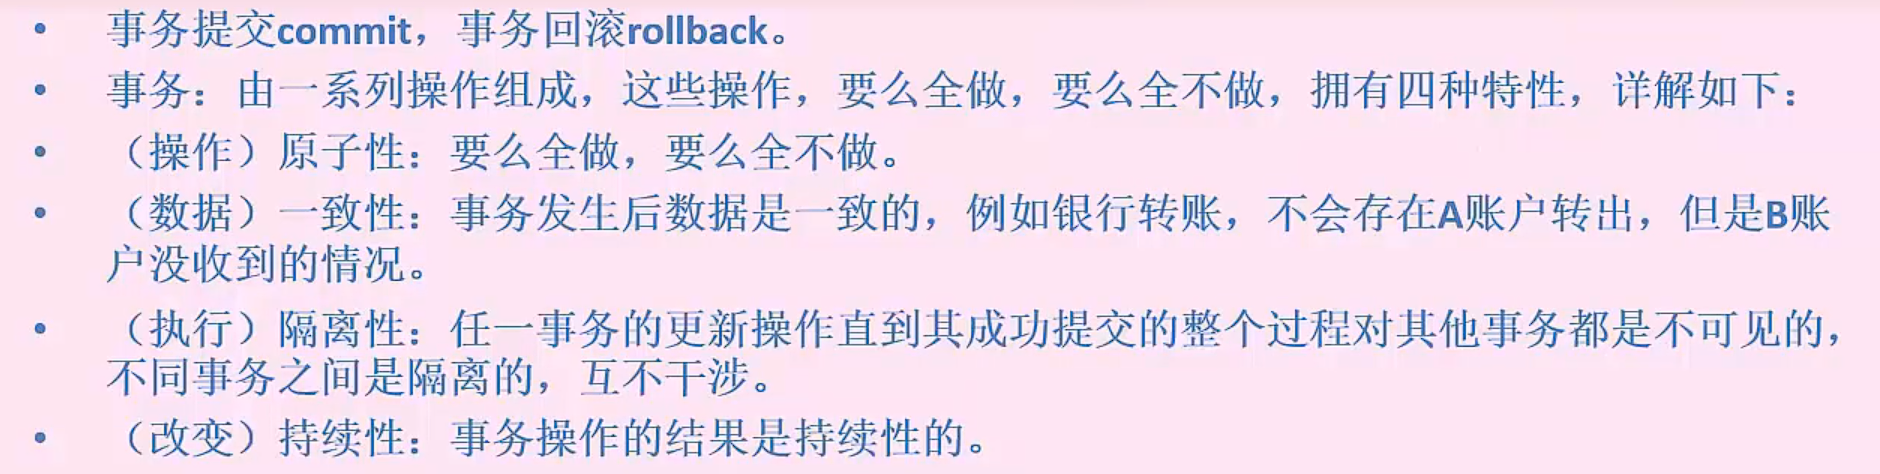 • 事务提交commit，事务回滚rollback。
• 事务：由一系列操作组成，这些操作，要么全做，要么全不做，拥有四种特性，详解如下：
• （操作）原子性：要么全做，要么全不做。
• （数据）一致性：事务发生后数据是一致的，例如银行转账，不会存在A账户转出，但是B账
户没收到的情况。
• （执行）隔离性：任一事务的更新操作直到其成功提交的整个过程对其他事务都是不可见的，
不同事务之间是隔离的，互不干涉。
• （改变）持续性：事务操作的结果是持续性的。